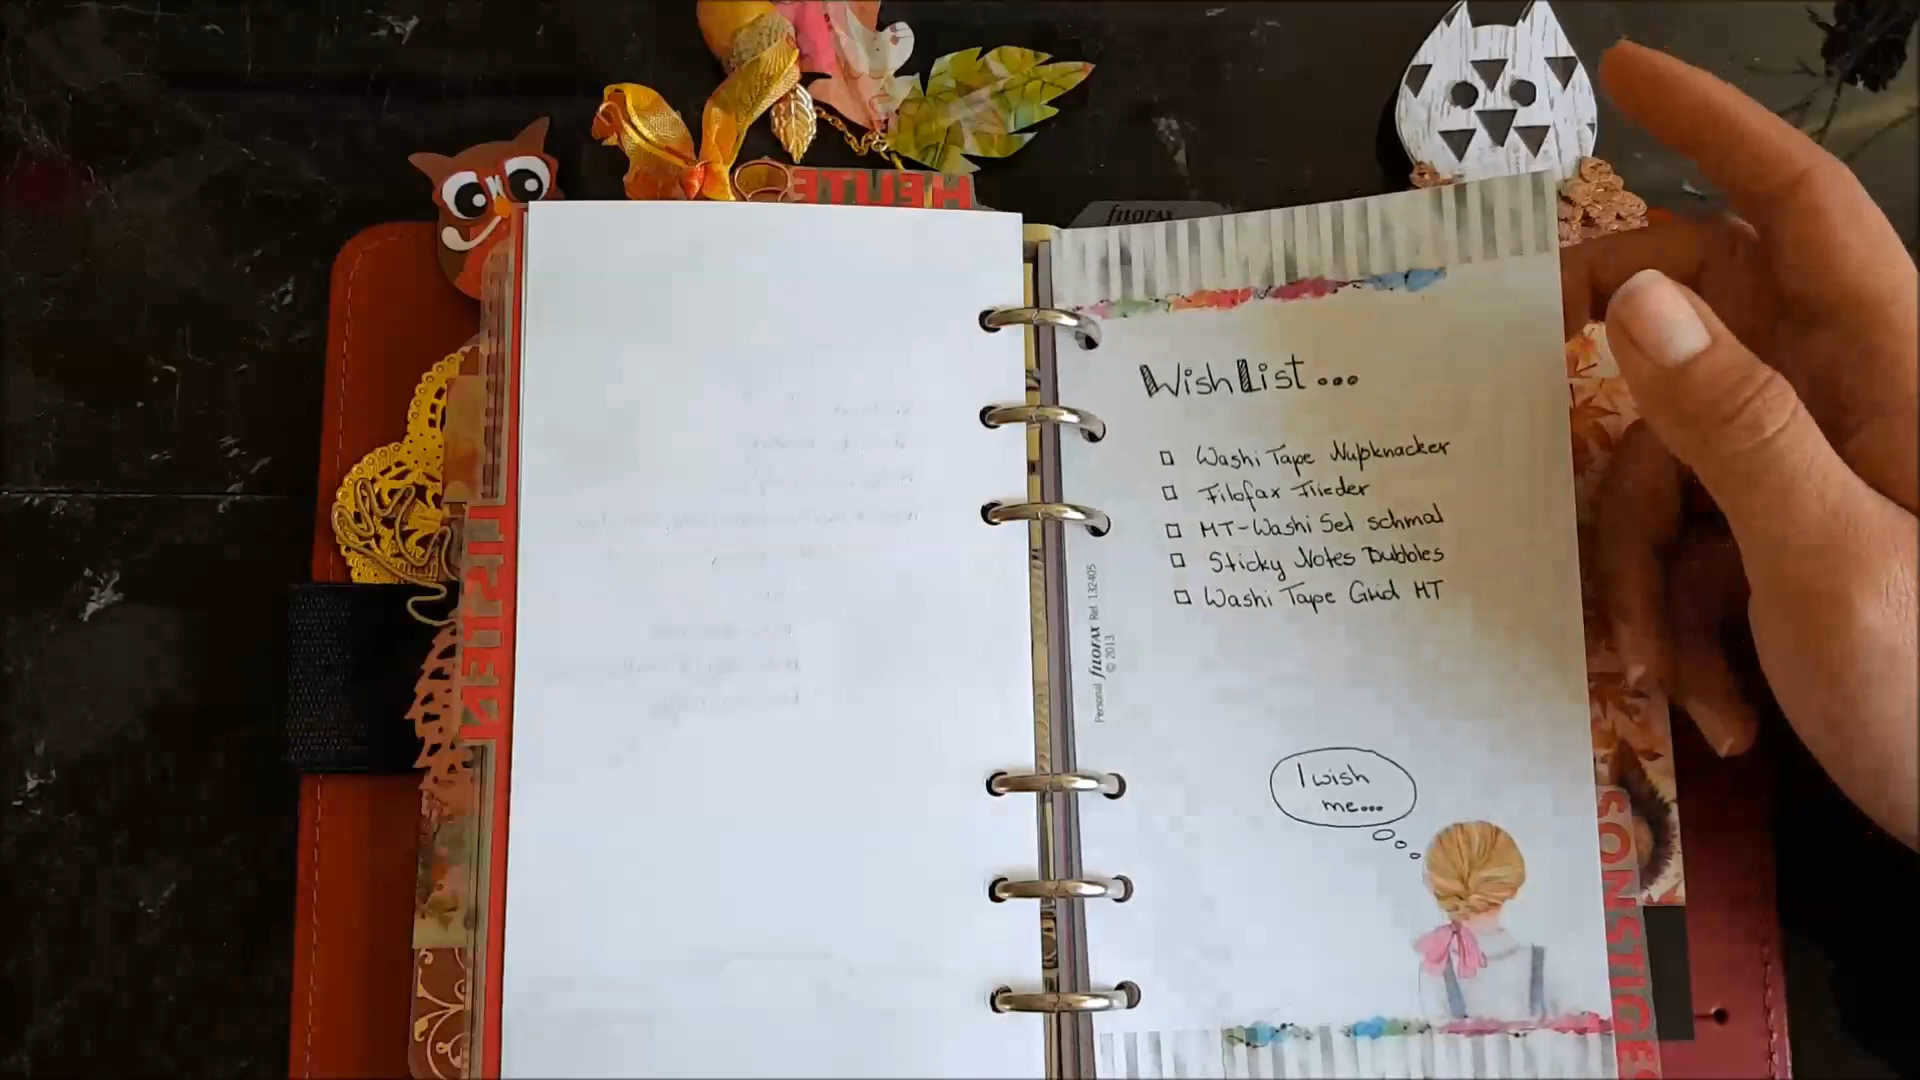 HEUTE
filofax
LISTEN
Wish List...
Washi Tape Nußknacker
Filofax Flieder
MT-Washi Set schmal
Sticky Notes Bubbles
Washi Tape Grid MT
Personal filofax Ref. 132405
© 2013
I wish
me...
SONSTIGES